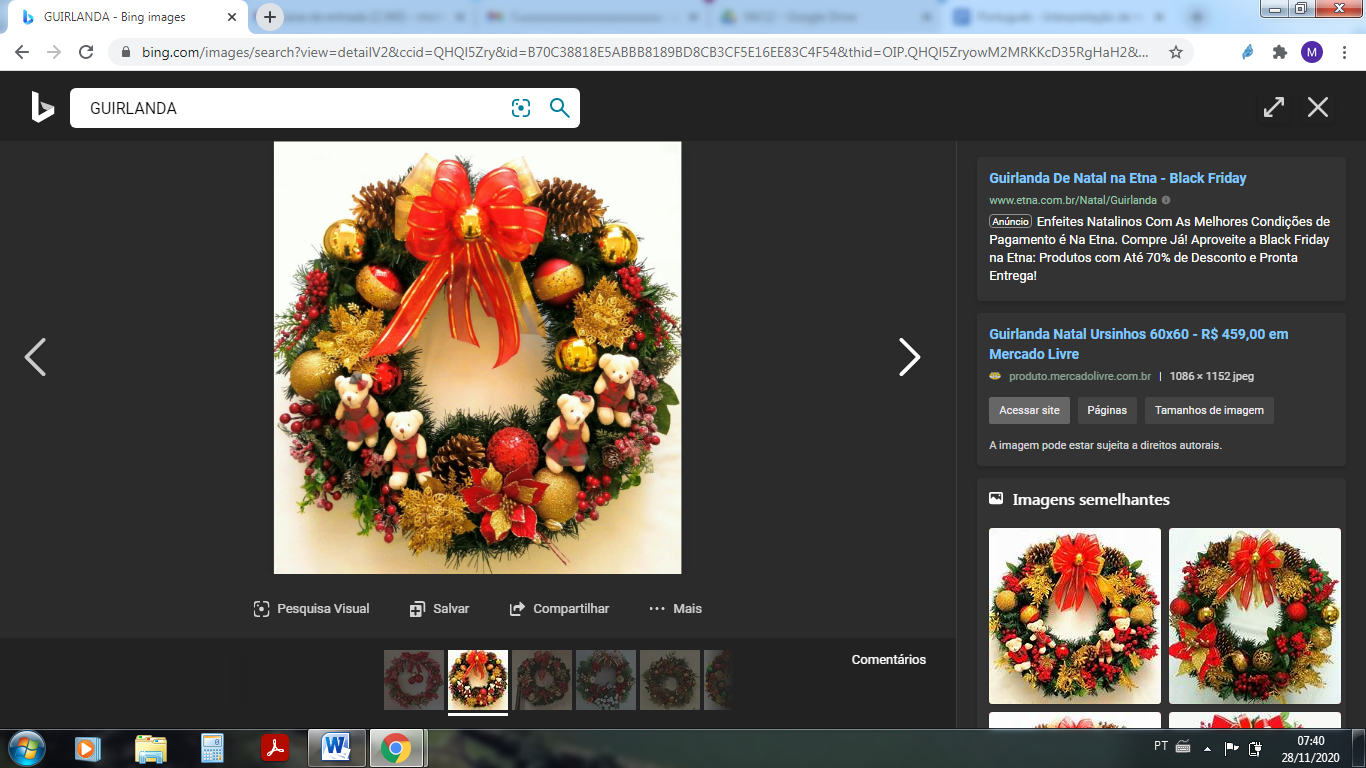 GUIRLANDA - Bing images
bing.com/images/search?view=detailV2&ccid=QHQI5Zry&id=B70C38818E5ABBB8189BD8CB3CF5E16EE83C4F54&thid=OIP.QHQI5ZryowM2MRKKcD35RgHaH2&...
M
GUIRLANDA
Guirlanda De Natal na Etna - Black Friday
www.etna.com.br/Natal/Guirlanda
Anúncio Enfeites Natalinos Com As Melhores Condições de
Pagamento é Na Etna. Compre Já! Aproveite a Black Friday
na Etna: Produtos com Até 70% de Desconto e Pronta
Entrega!
Guirlanda Natal Ursinhos 60x60 - R$ 459,00 em
Mercado Livre
produto.mercadolivre.com.br | 1086 × 1152 jpeg
Acessar site Páginas Tamanhos de imagem
A imagem pode estar sujeita a direitos autorais.
Imagens semelhantes
Pesquisa Visual Salvar Compartilhar Mais
Comentários
PT
07:40
28/11/2020